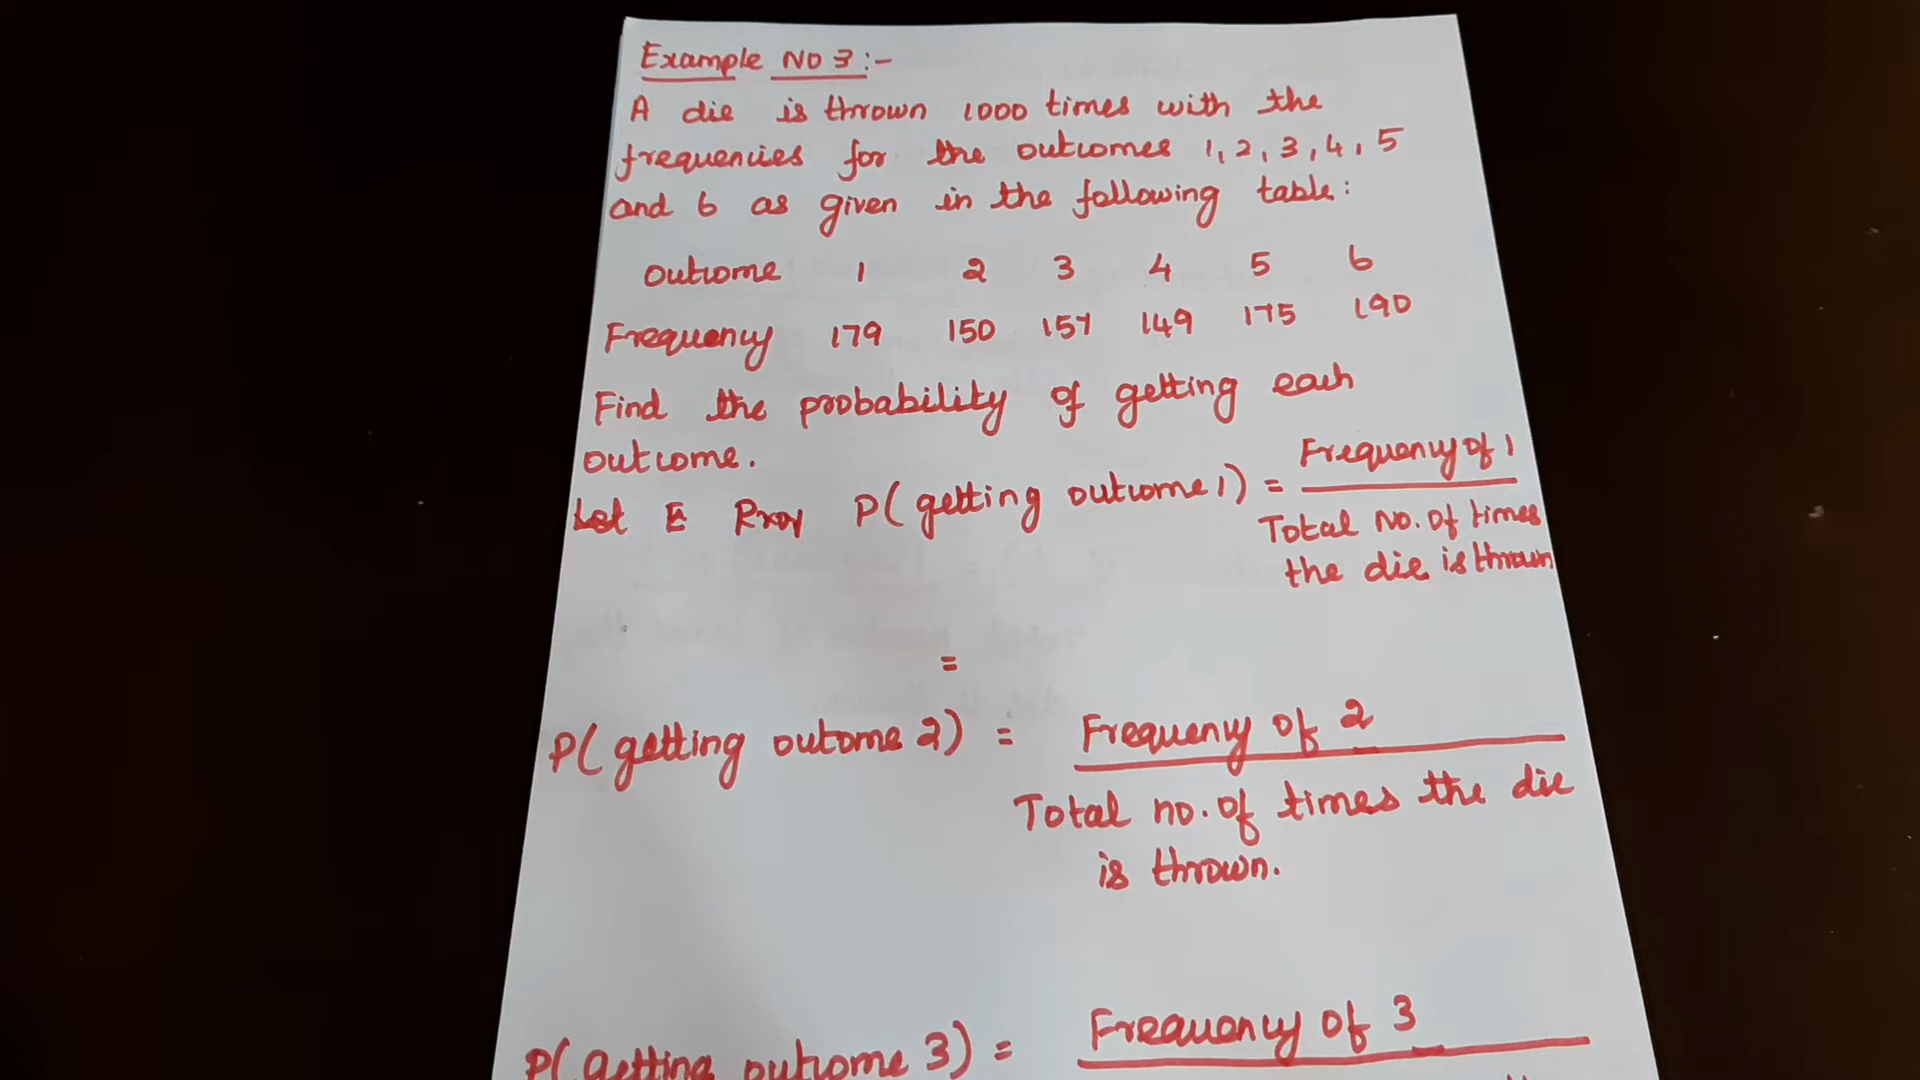 Example NO 3:-
A die is thrown 1000 times with the
frequencies for the outcomes 1, 2, 3, 4, 5
and 6 as given in the following table:
Outcome 1 2 3 4 5 6
Frequency 179 150 157 149 175 190
Find the probability of getting each
outcome.
Let E P(getting outcome 1) = Frequency of 1
Total No. of times
the die is thrown
=
P(getting outcome 2) = Frequency of 2
Total no. of times the die
is thrown.
P(getting outcome 3) = Frequency of 3